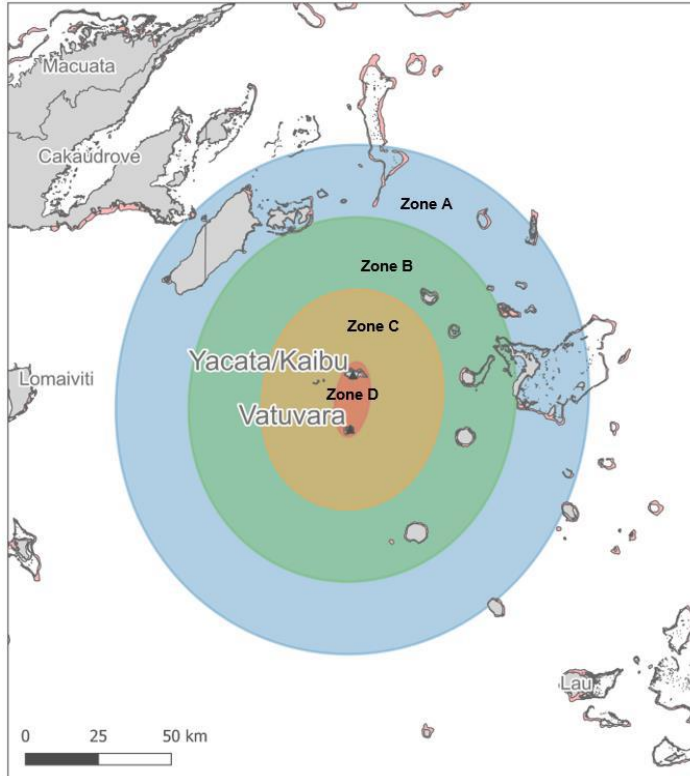 Macuata
Cakaudrove
Zone A
Zone B
Zone C
Yacata/Kaibu
Lomaiviti
Zone D
Vatuvara
Lau
0 25 50 km